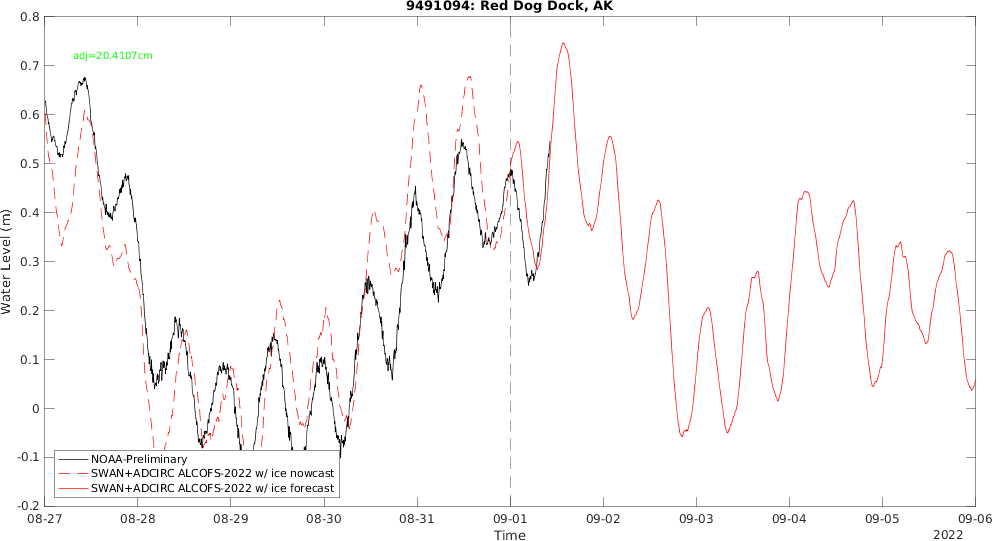 9491094: Red Dog Dock, AK
adj=20.4107cm
Water Level (m)
0.8
0.7
0.6
0.5
0.4
0.3
0.2
0.1
0
-0.1
-0.2
NOAA-Preliminary
SWAN+ADCIRC ALCOFS-2022 w/ ice nowcast
SWAN+ADCIRC ALCOFS-2022 w/ ice forecast
08-27 08-28 08-29 08-30 08-31 09-01 09-02 09-03 09-04 09-05 09-06
Time
2022